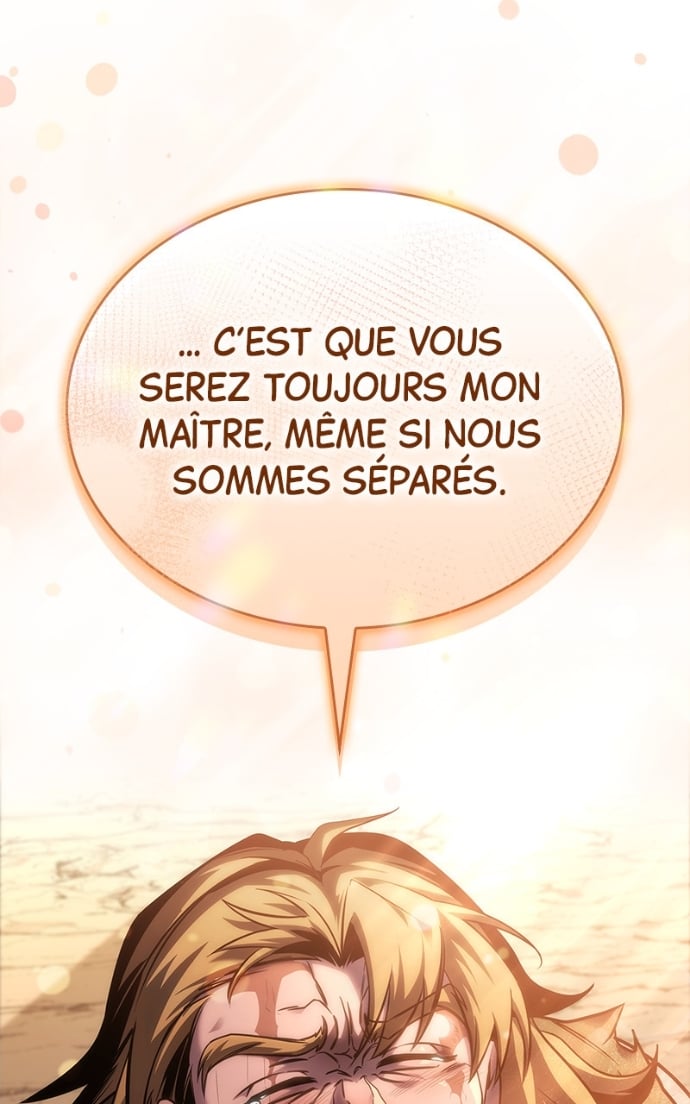 ... C'EST QUE VOUS
SEREZ TOUJOURS MON
MAÎTRE, MÊME SI NOUS
SOMMES SÉPARÉS.